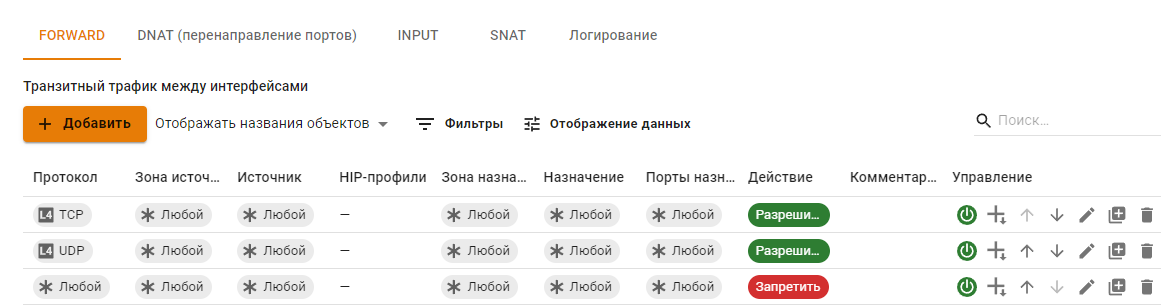 FORWARD DNAT (перенаправление портов) INPUT SNAT Логирование
Транзитный трафик между интерфейсами
Добавить Отображать названия объектов Фильтры Отображение данных Поиск...
Протокол Зона источ... Источник HIP-профили Зона назна... Назначение Порты назн... Действие Комментар... Управление
L4 TCP Любой Любой — Любой Любой Любой Разреши...
L4 UDP Любой Любой — Любой Любой Любой Разреши...
Любой Любой Любой — Любой Любой Любой Запретить